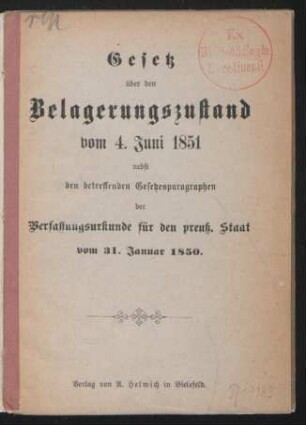 Gesetz
über den
Belagerungszustand
vom 4. Juni 1851
nebst
den betreffenden Gesetzesparagraphen
der
Verfassungsurkunde für den preuß. Staat
vom 31. Januar 1850.
Verlag von A. Helmich in Bielefeld.
Ex